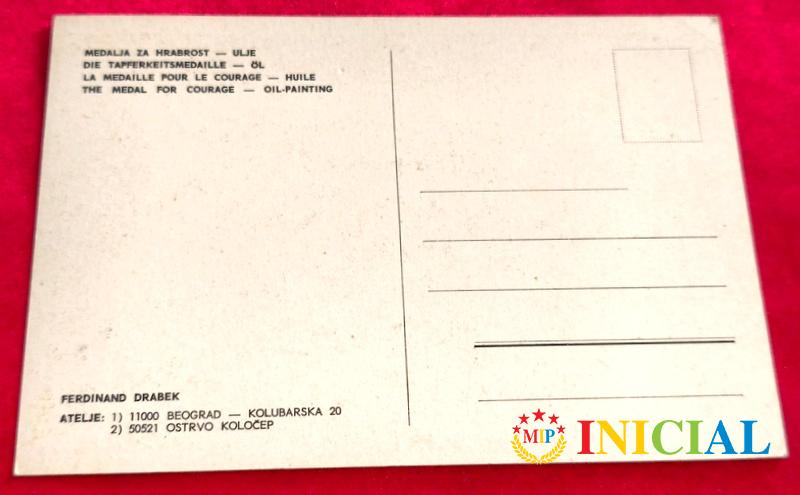 MEDALJA ZA HRABROST — ULJE
DIE TAPFERKEITSMEDAILLE — ÖL
LA MEDAILLE POUR LE COURAGE — HUILE
THE MEDAL FOR COURAGE — OIL-PAINTING
FERDINAND DRABEK
ATELJE: 1) 11000 BEOGRAD — KOLUBARSKA 20
2) 50521 OSTRVO KOLOČEP
MIP INICIAL